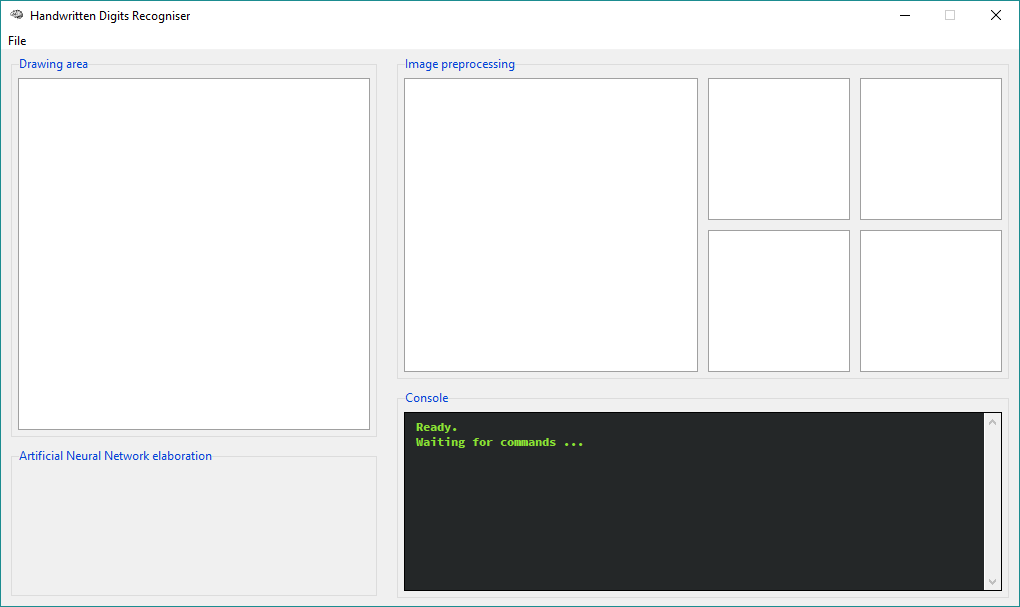 Handwritten Digits Recogniser
File
Drawing area
Image preprocessing
Console
Ready.
Waiting for commands ...
Artificial Neural Network elaboration